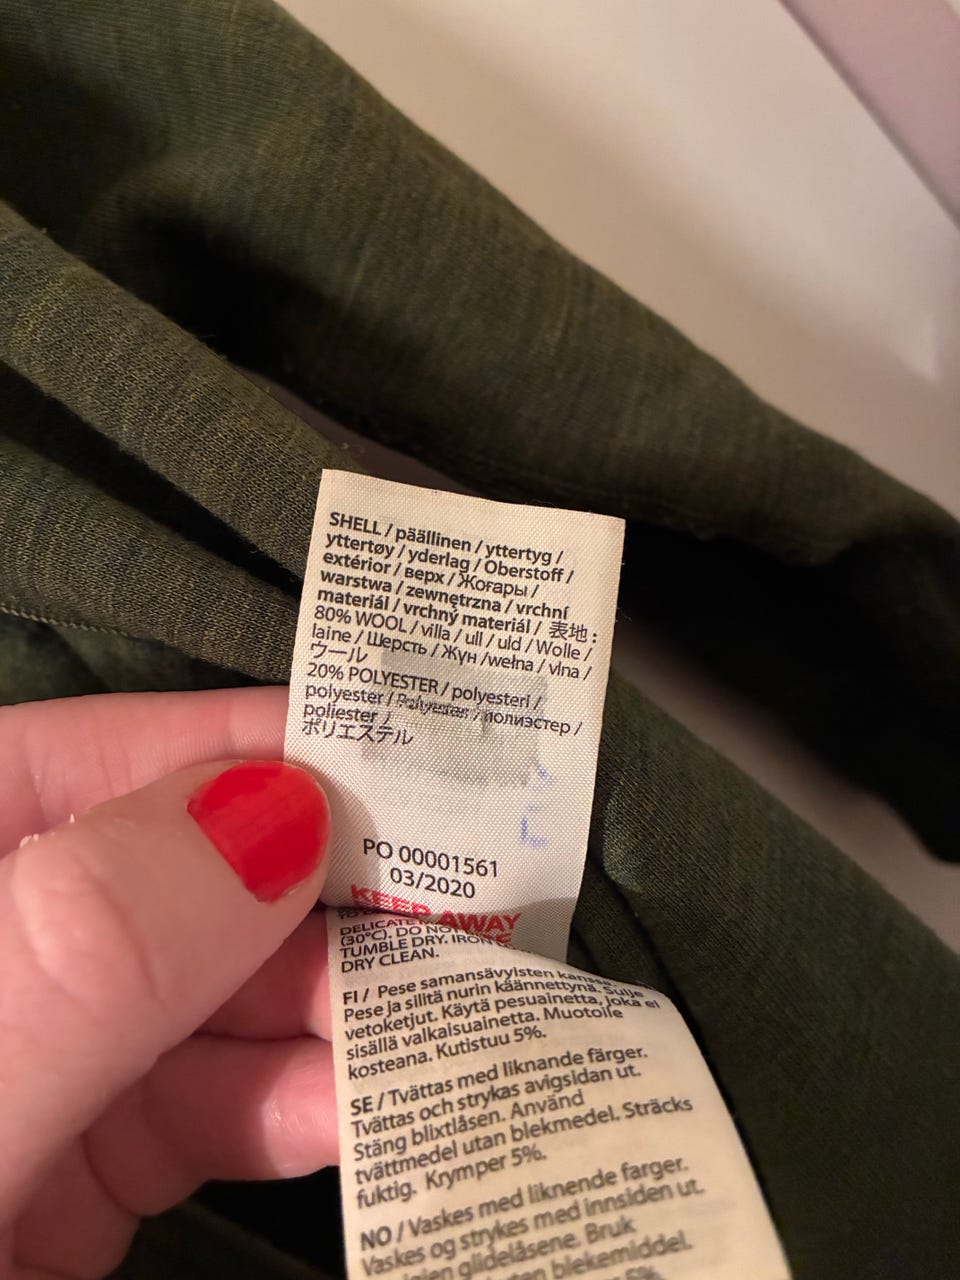 SHELL / päällinen / yttertyg /
yttertøy / yderlag / Oberstoff /
extérior / верх / Жоғары /
warstwa / zewnętrzna / vrchní
materiál / vrchný materiál / 表地 :
80% WOOL / villa / ull / uld / Wolle /
laine / Шерсть / Жүн /wełna / vlna /
ウール
20% POLYESTER / polyesteri /
polyester / Polyester / полиэстер /
poliester /
ポリエステル
PO 00001561
03/2020
KEEP AWAY
DELICATE
(30°C). DO NO
TUMBLE DRY. IRON
DRY CLEAN.
FI / Pese samansävyisten kanssa.
Pese ja silitä nurin käännettynä. Sulje
vetoketjut. Käytä pesuainetta, joka ei
sisällä valkaisuainetta. Muotoile
kosteana. Kutistuu 5%.
SE / Tvättas med liknande färger.
Tvättas och strykas avigsidan ut.
Stäng blixtlåsen. Använd
tvättmedel utan blekmedel. Sträcks
fuktig. Krymper 5%.
NO / Vaskes med liknende farger.
Vaskes og strykes med innsiden ut.
glidelåsene. Bruk
blekemiddel.
5%